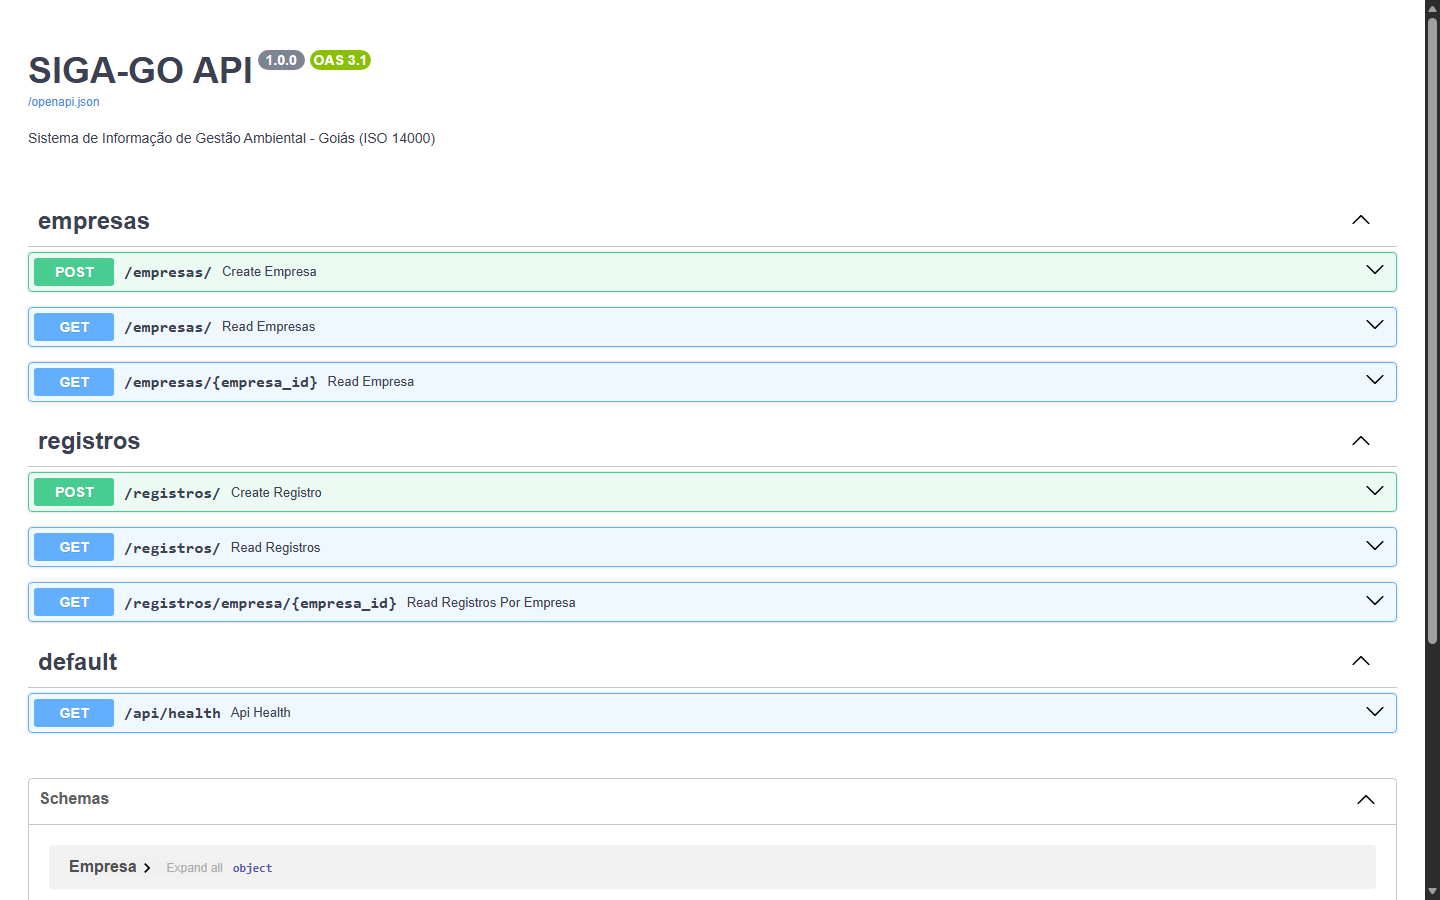 SIGA-GO API 1.0.0 OAS 3.1
/openapi.json
Sistema de Informação de Gestão Ambiental - Goiás (ISO 14000)
empresas
POST /empresas/ Create Empresa
GET /empresas/ Read Empresas
GET /empresas/{empresa_id} Read Empresa
registros
POST /registros/ Create Registro
GET /registros/ Read Registros
GET /registros/empresa/{empresa_id} Read Registros Por Empresa
default
GET /api/health Api Health
Schemas
Empresa Expand all object